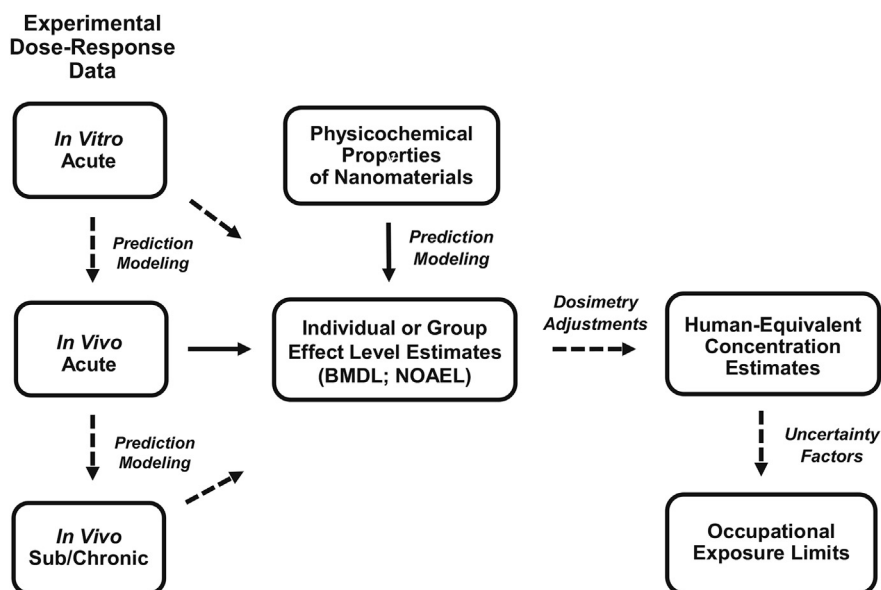 Experimental
Dose-Response
Data
In Vitro
Acute
Physicochemical
Properties
of Nanomaterials
Prediction
Modeling
Prediction
Modeling
In Vivo
Acute
Individual or Group
Effect Level Estimates
(BMDL; NOAEL)
Dosimetry
Adjustments
Human-Equivalent
Concentration
Estimates
Prediction
Modeling
Uncertainty
Factors
In Vivo
Sub/Chronic
Occupational
Exposure Limits